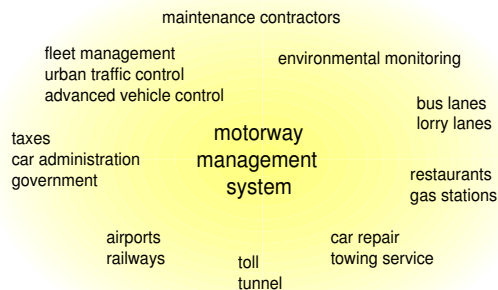 maintenance contractors
fleet management
urban traffic control
advanced vehicle control
environmental monitoring
bus lanes
lorry lanes
taxes
car administration
government
motorway
management
system
restaurants
gas stations
airports
railways
toll
tunnel
car repair
towing service